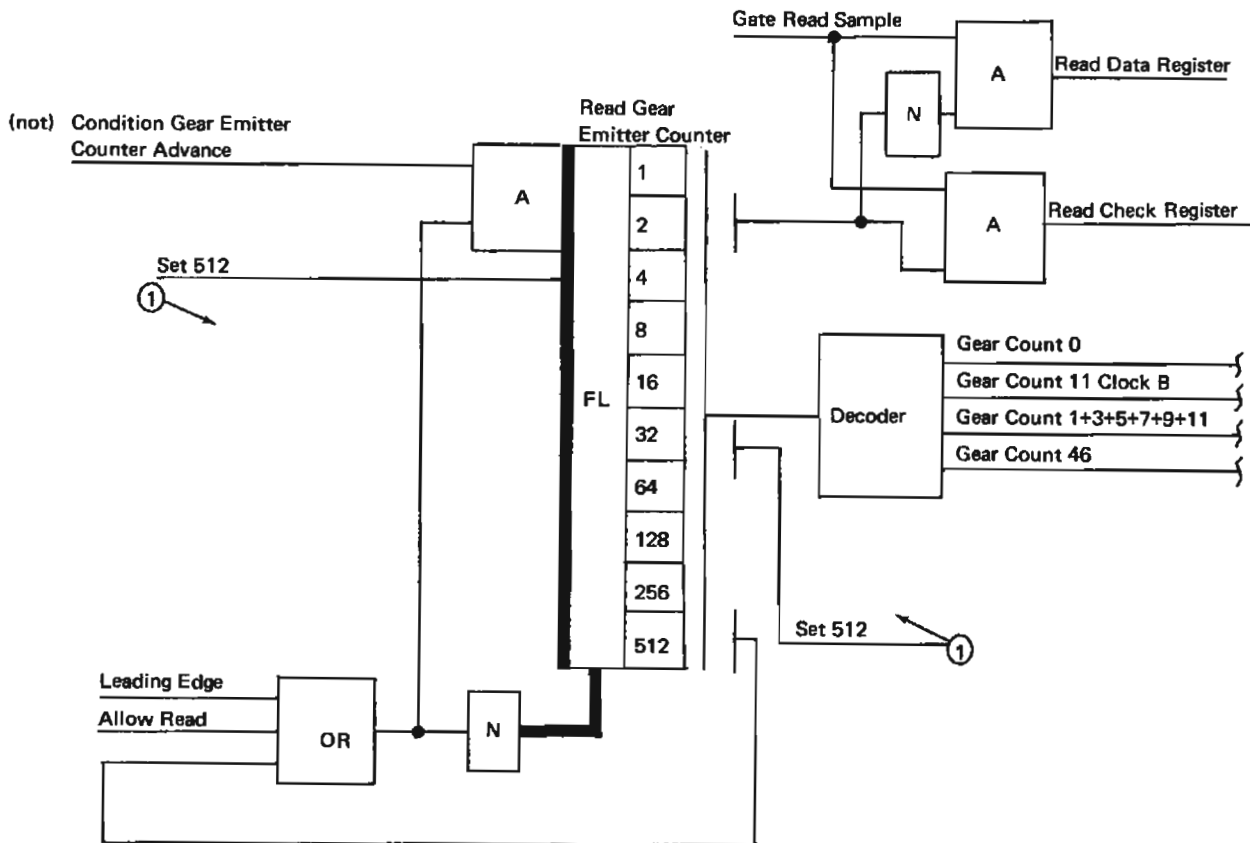 Gate Read Sample
A
Read Data Register
N
(not) Condition Gear Emitter
Counter Advance
Read Gear
Emitter Counter
A
1
2
4
8
16
32
64
128
256
512
FL
A
Read Check Register
Set 512
1
Decoder
Gear Count 0
Gear Count 11 Clock B
Gear Count 1+3+5+7+9+11
Gear Count 46
Set 512
1
Leading Edge
Allow Read
OR
N